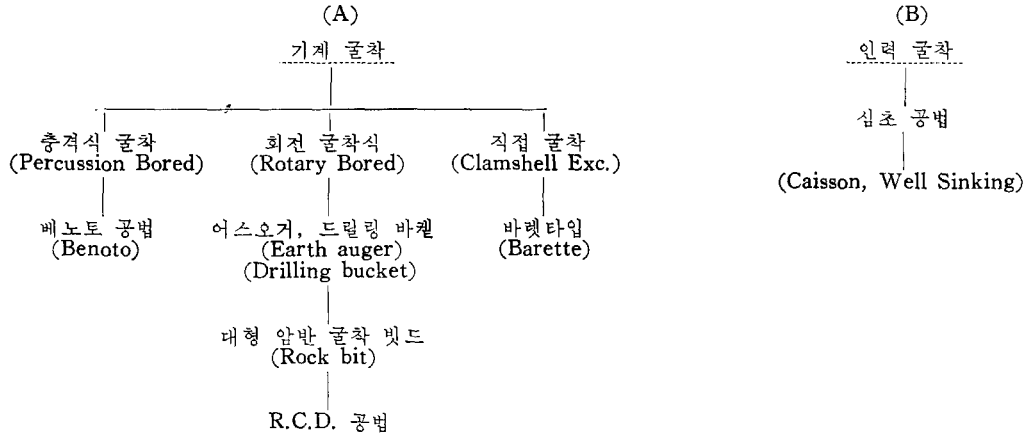 (A)
(B)
기계 굴착
인력 굴착
충격식 굴착
(Percussion Bored)
회전 굴착식
(Rotary Bored)
직접 굴착
(Clamshell Exc.)
심초 공법
(Caisson, Well Sinking)
베노토 공법
(Benoto)
어스오거, 드릴링 바켙
(Earth auger)
(Drilling bucket)
바렛타입
(Barette)
대형 암반 굴착 빗드
(Rock bit)
R.C.D. 공법